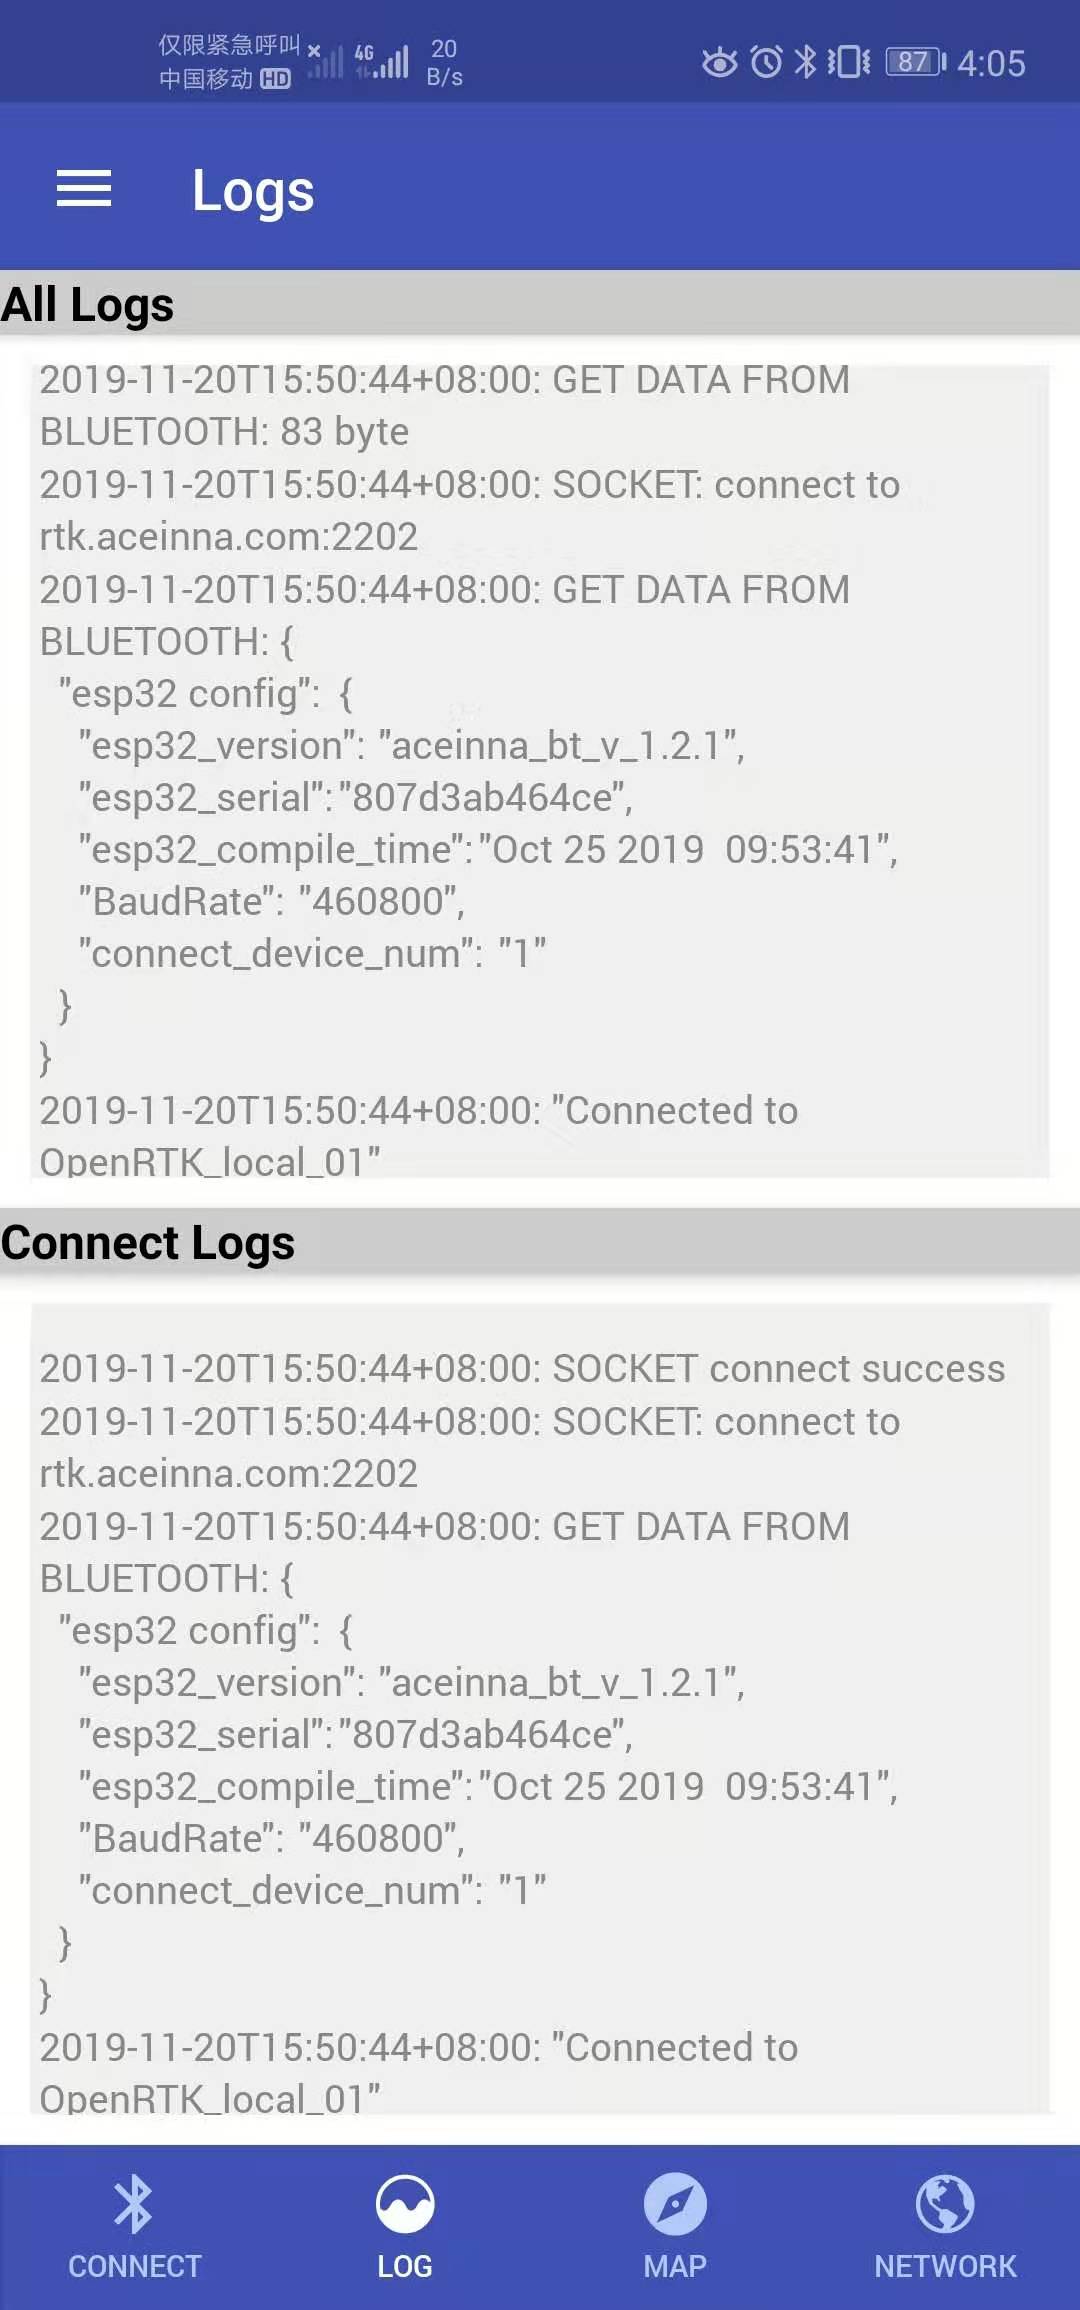 仅限紧急呼叫 4G 20
中国移动 HD B/s 87 4:05
Logs
All Logs
2019-11-20T15:50:44+08:00: GET DATA FROM
BLUETOOTH: 83 byte
2019-11-20T15:50:44+08:00: SOCKET: connect to
rtk.aceinna.com:2202
2019-11-20T15:50:44+08:00: GET DATA FROM
BLUETOOTH: {
"esp32 config": {
"esp32_version": "aceinna_bt_v_1.2.1",
"esp32_serial":"807d3ab464ce",
"esp32_compile_time":"Oct 25 2019  09:53:41",
"BaudRate": "460800",
"connect_device_num": "1"
}
}
2019-11-20T15:50:44+08:00: "Connected to
OpenRTK_local_01"
Connect Logs
2019-11-20T15:50:44+08:00: SOCKET connect success
2019-11-20T15:50:44+08:00: SOCKET: connect to
rtk.aceinna.com:2202
2019-11-20T15:50:44+08:00: GET DATA FROM
BLUETOOTH: {
"esp32 config": {
"esp32_version": "aceinna_bt_v_1.2.1",
"esp32_serial":"807d3ab464ce",
"esp32_compile_time":"Oct 25 2019  09:53:41",
"BaudRate": "460800",
"connect_device_num": "1"
}
}
2019-11-20T15:50:44+08:00: "Connected to
OpenRTK_local_01"
CONNECT LOG MAP NETWORK